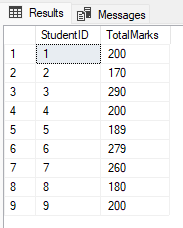 Results Messages
StudentID TotalMarks
1 1 200
2 2 170
3 3 290
4 4 200
5 5 189
6 6 279
7 7 260
8 8 180
9 9 200